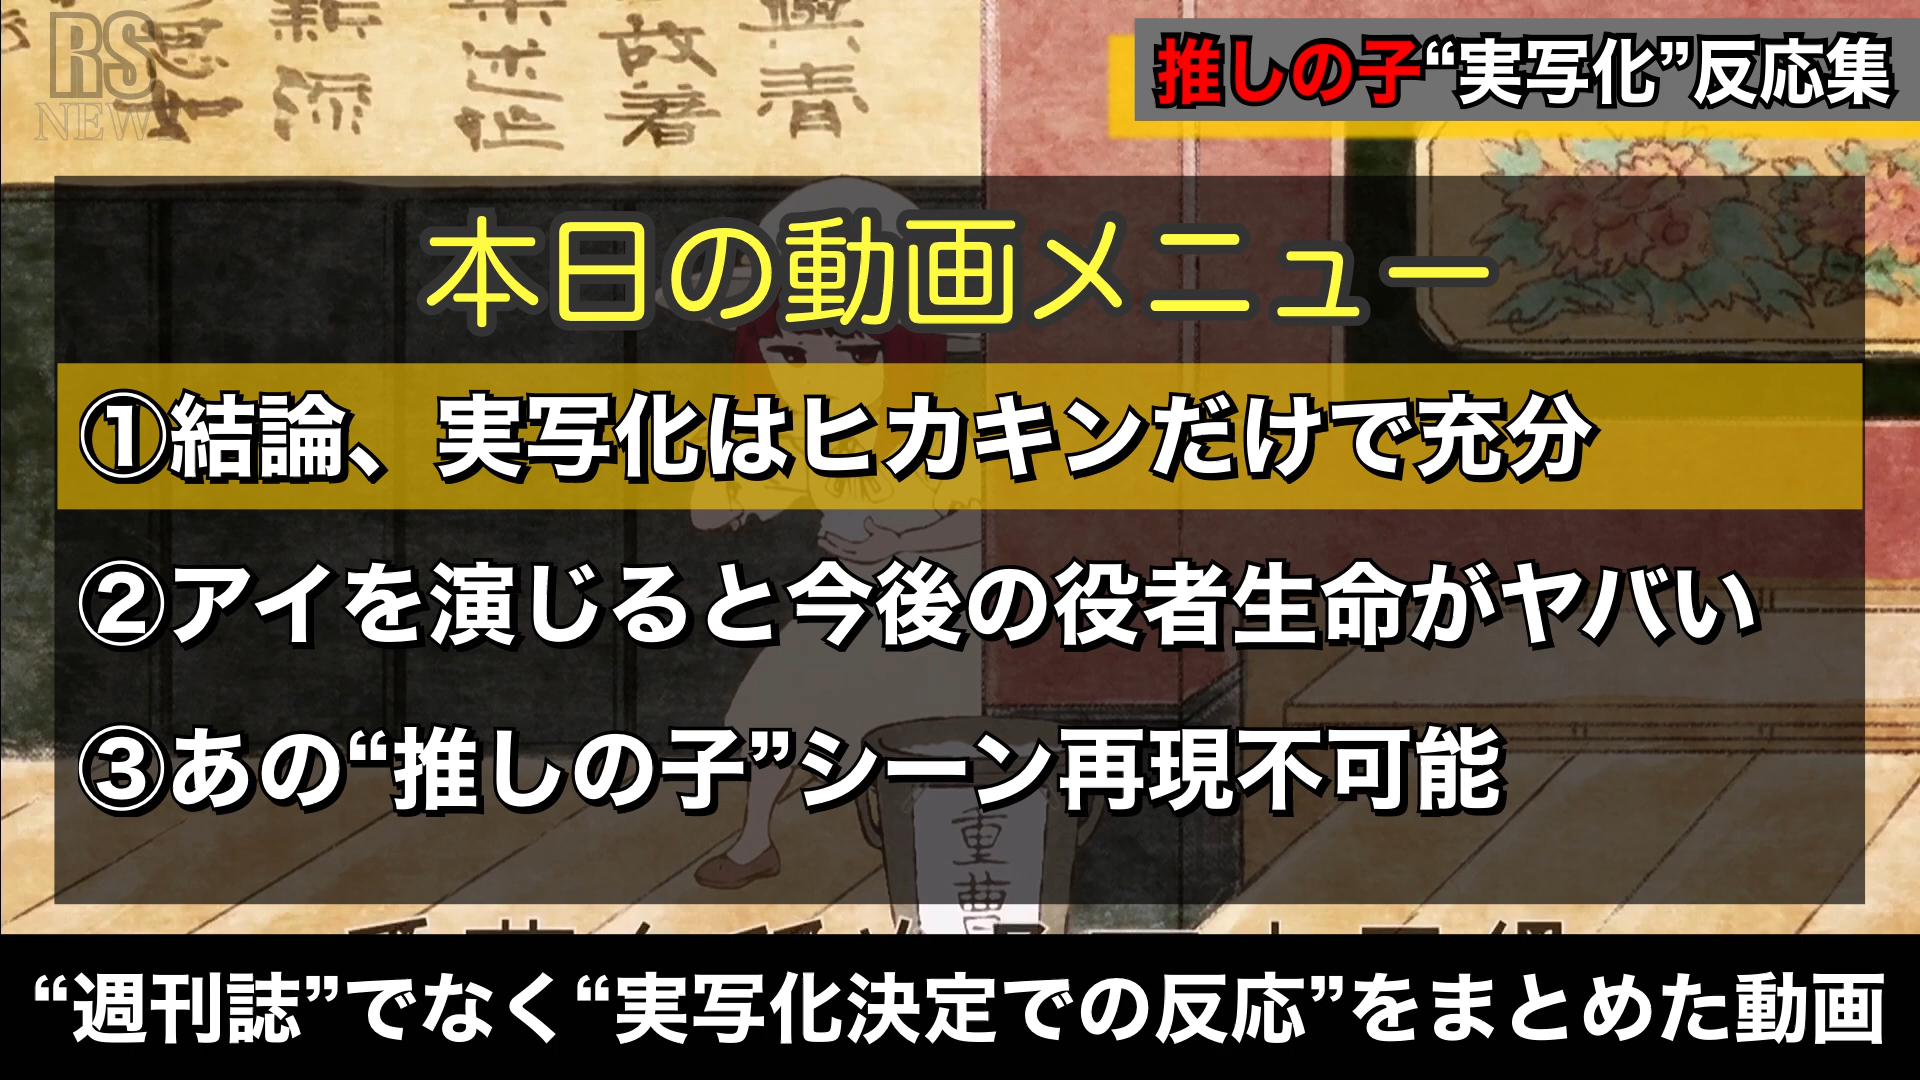 RS
NEW
推しの子“実写化”反応集
本日の動画メニュー
①結論、実写化はヒカキンだけで充分
②アイを演じると今後の役者生命がヤバい
③あの“推しの子”シーン再現不可能
重曹
“週刊誌”でなく“実写化決定での反応”をまとめた動画